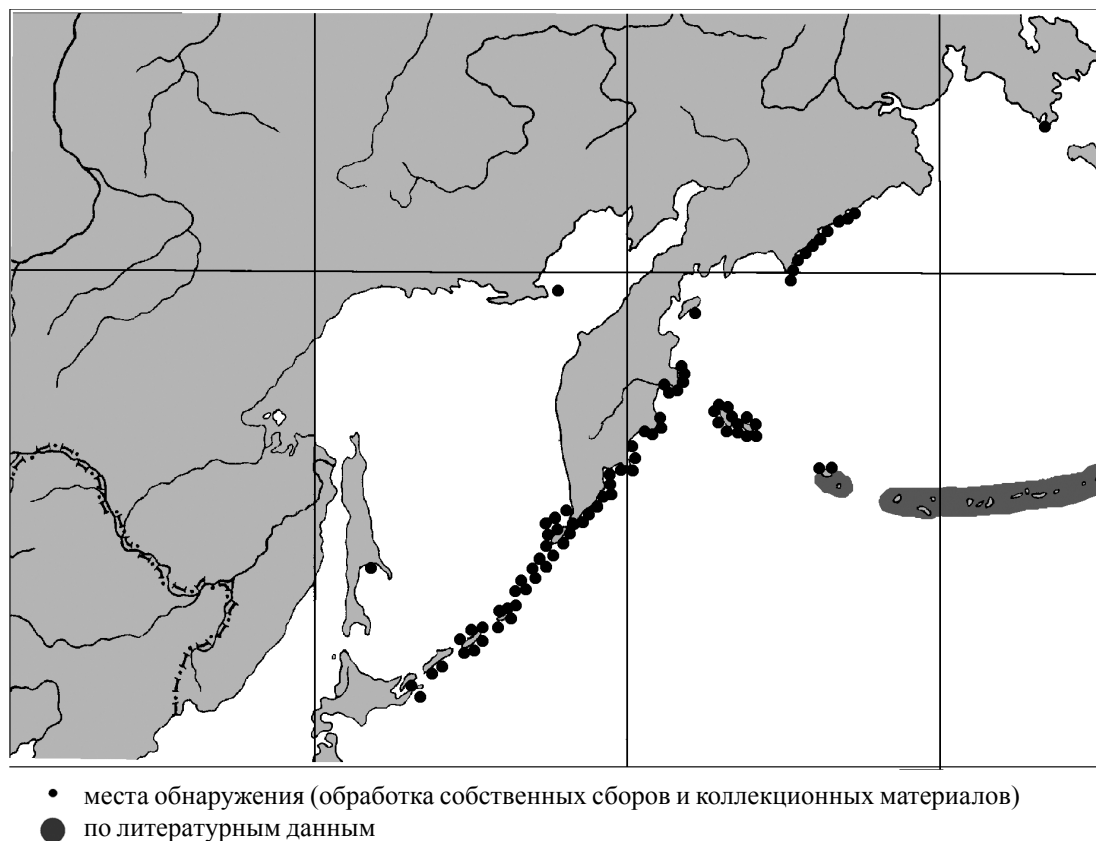 места обнаружения (обработка собственных сборов и коллекционных материалов)
по литературным данным